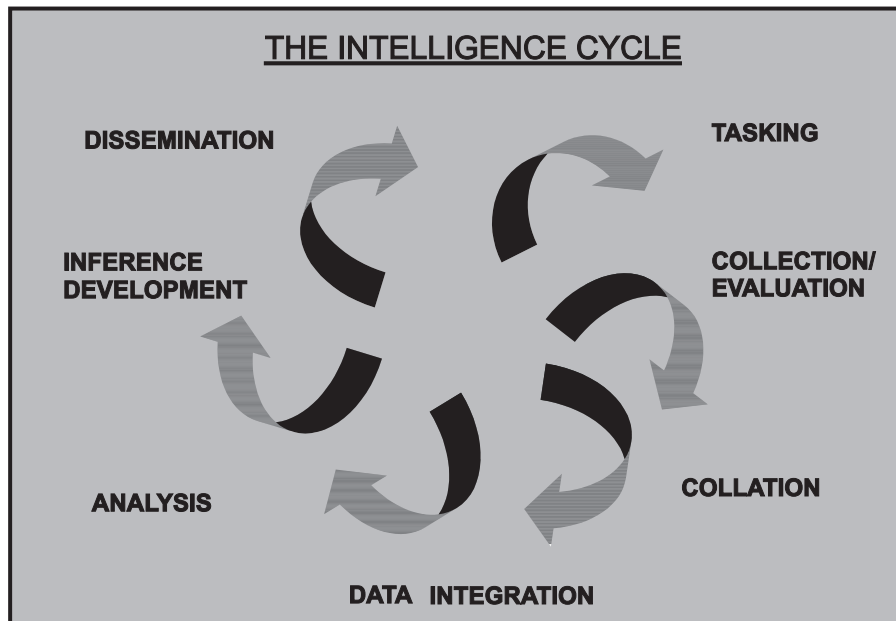 THE INTELLIGENCE CYCLE
DISSEMINATION
TASKING
INFERENCE
DEVELOPMENT
COLLECTION/
EVALUATION
ANALYSIS
COLLATION
DATA INTEGRATION